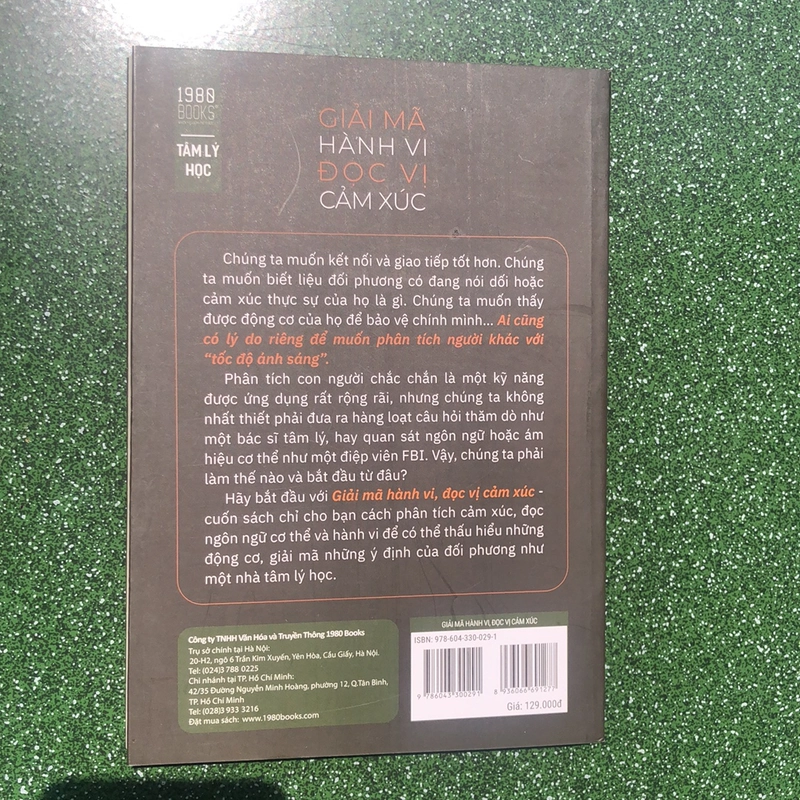 1980
BOOKS
TÂM LÝ
HỌC
GIẢI MÃ
HÀNH VI
ĐỌC VỊ
CẢM XÚC
Chúng ta muốn kết nối và giao tiếp tốt hơn. Chúng
ta muốn biết liệu đối phương có đang nói dối hoặc
cảm xúc thực sự của họ là gì. Chúng ta muốn thấy
được động cơ của họ để bảo vệ chính mình... Ai cũng
có lý do riêng để muốn phân tích người khác với
“tốc độ ánh sáng”.
Phân tích con người chắc chắn là một kỹ năng
được ứng dụng rất rộng rãi, nhưng chúng ta không
nhất thiết phải đưa ra hàng loạt câu hỏi thăm dò như
một bác sĩ tâm lý, hay quan sát ngôn ngữ hoặc ám
hiệu cơ thể như một điệp viên FBI. Vậy, chúng ta phải
làm thế nào và bắt đầu từ đâu?
Hãy bắt đầu với Giải mã hành vi, đọc vị cảm xúc -
cuốn sách chỉ cho bạn cách phân tích cảm xúc, đọc
ngôn ngữ cơ thể và hành vi để có thể thấu hiểu những
động cơ, giải mã những ý định của đối phương như
một nhà tâm lý học.
Công ty TNHH Văn Hóa và Truyền Thông 1980 Books
Trụ sở chính tại Hà Nội:
20-H2, ngõ 6 Trần Kim Xuyến, Yên Hòa, Cầu Giấy, Hà Nội.
Tel: (024)3 788 0225
Chi nhánh tại TP. Hồ Chí Minh:
42/35 Đường Nguyễn Minh Hoàng, phường 12, Q.Tân Bình,
TP. Hồ Chí Minh
Tel: (028)3 933 3216
Đặt mua sách: www.1980books.com
GIẢI MÃ HÀNH VI, ĐỌC VỊ CẢM XÚC
ISBN: 978-604-330-029-1
9 786043 300291
8 936066 691271
Giá: 129.000đ